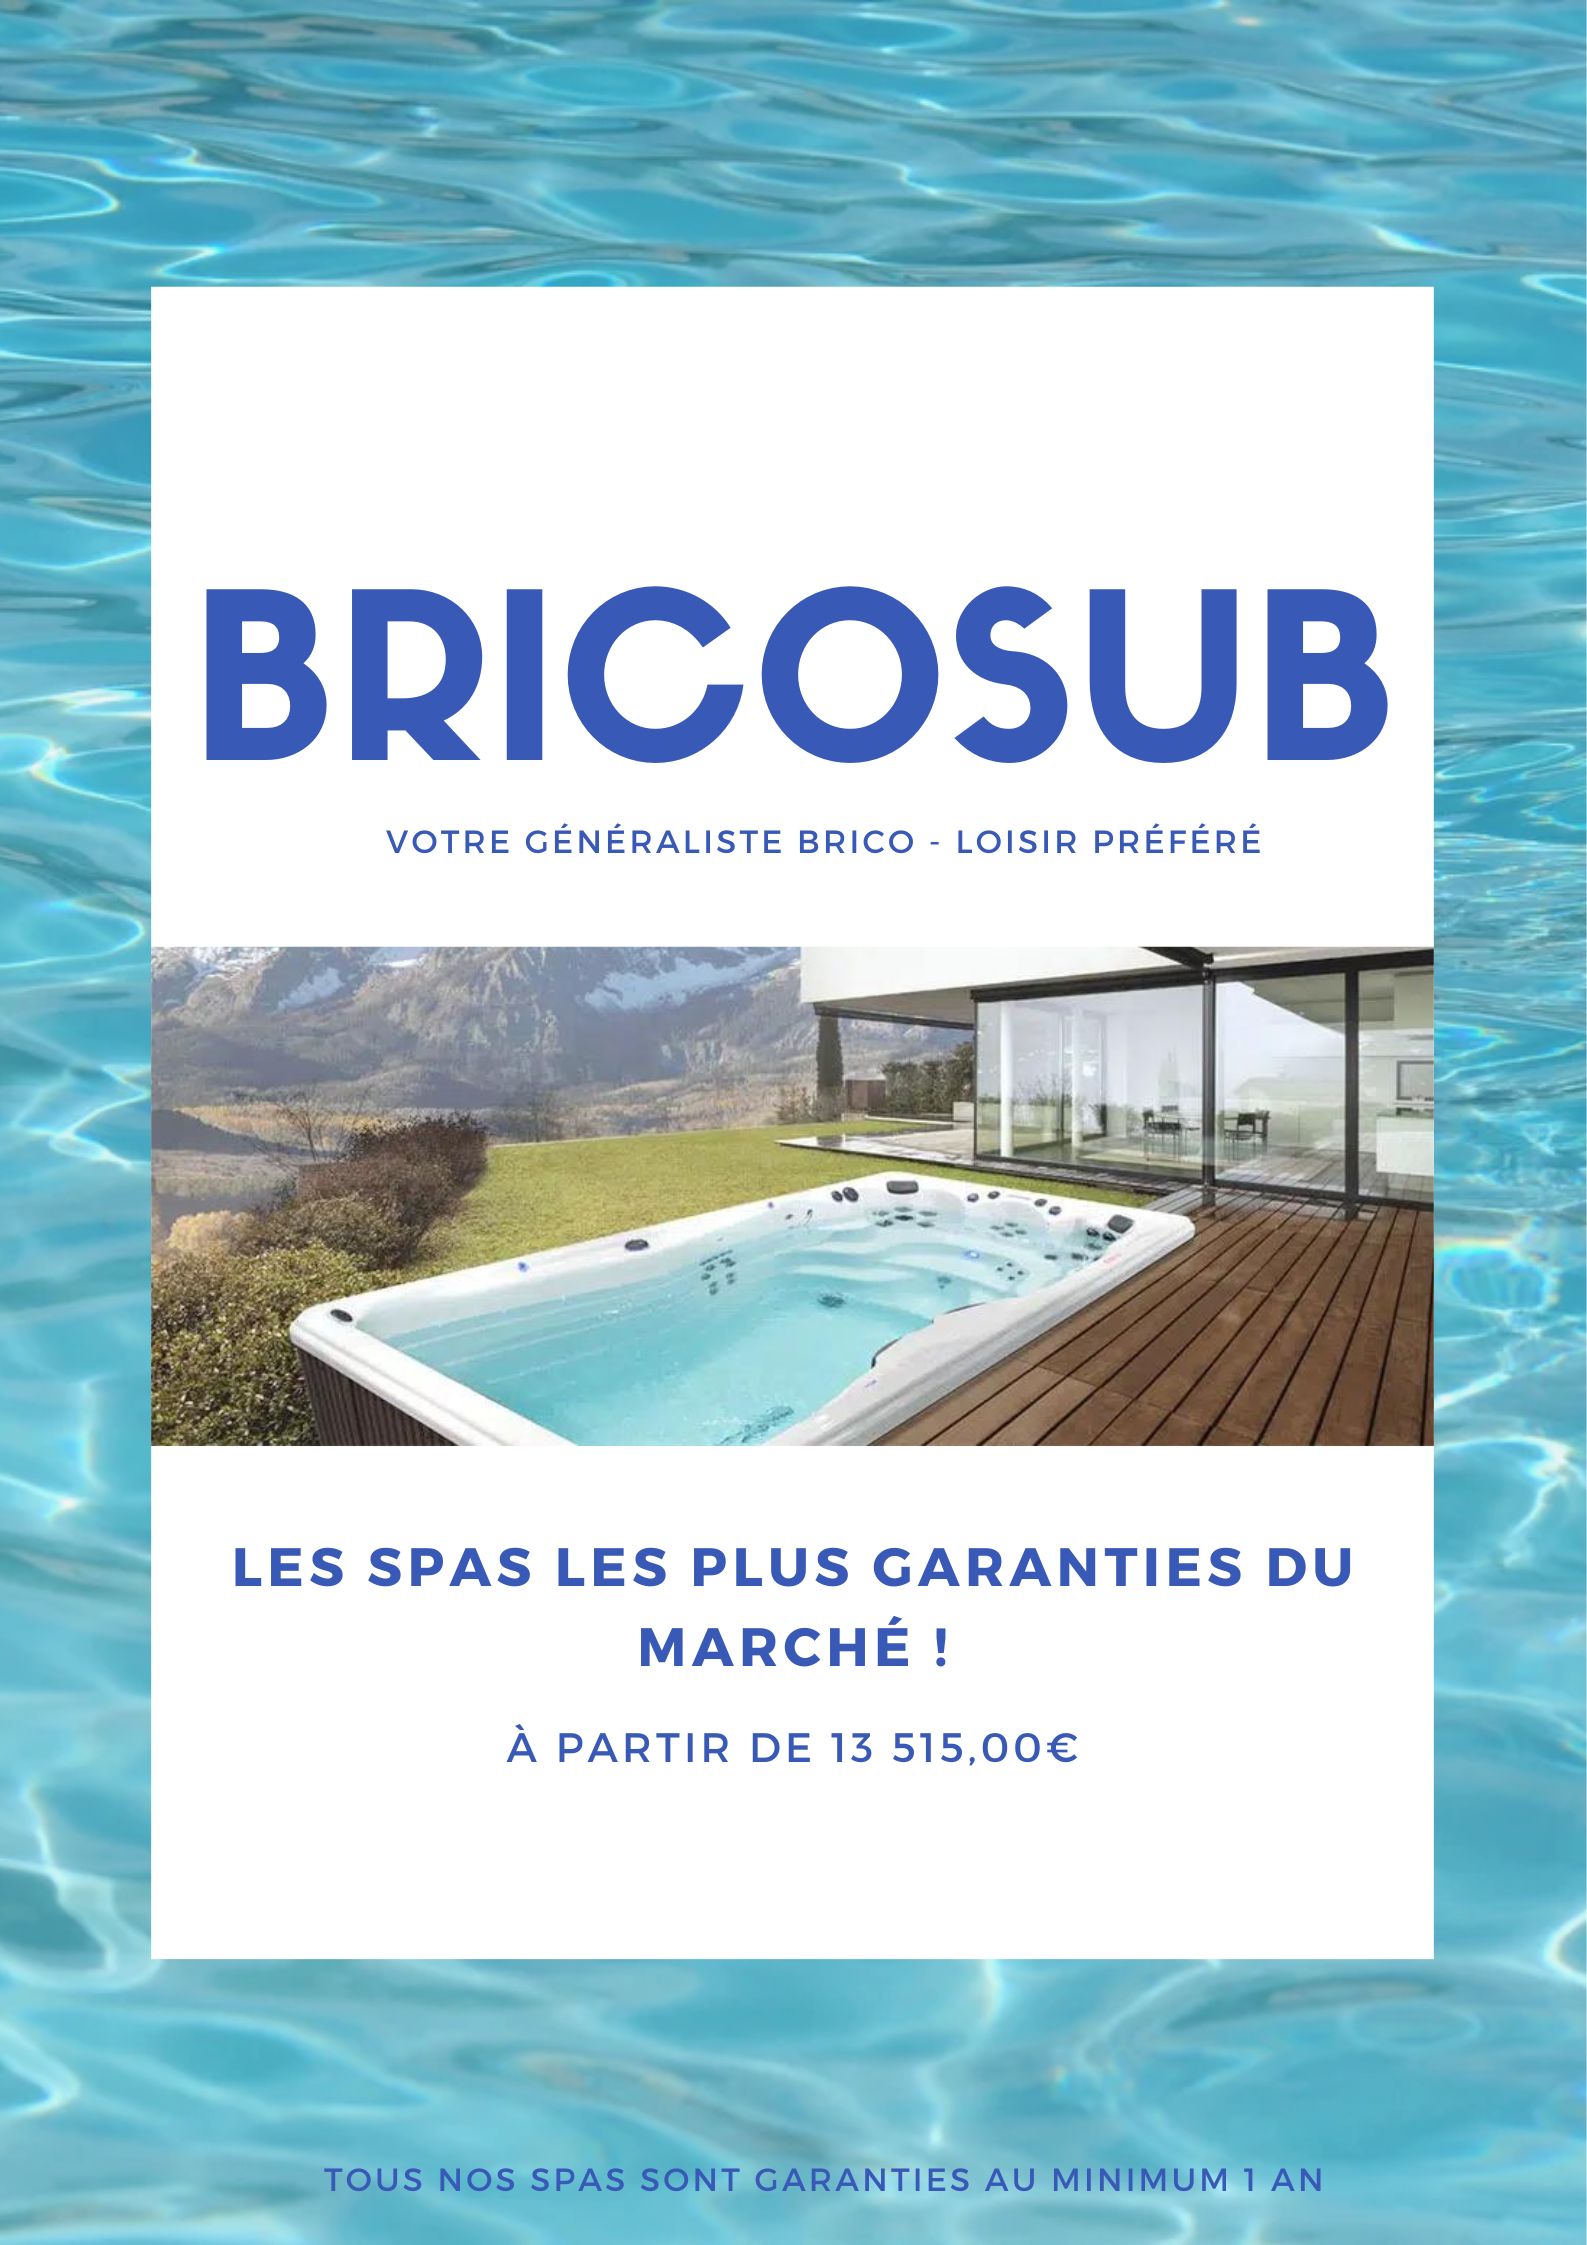 BRICOSUB
VOTRE GÉNÉRALISTE BRICO - LOISIR PRÉFÉRÉ
LES SPAS LES PLUS GARANTIES DU
MARCHÉ !
À PARTIR DE 13 515,00€
TOUS NOS SPAS SONT GARANTIES AU MINIMUM 1 AN